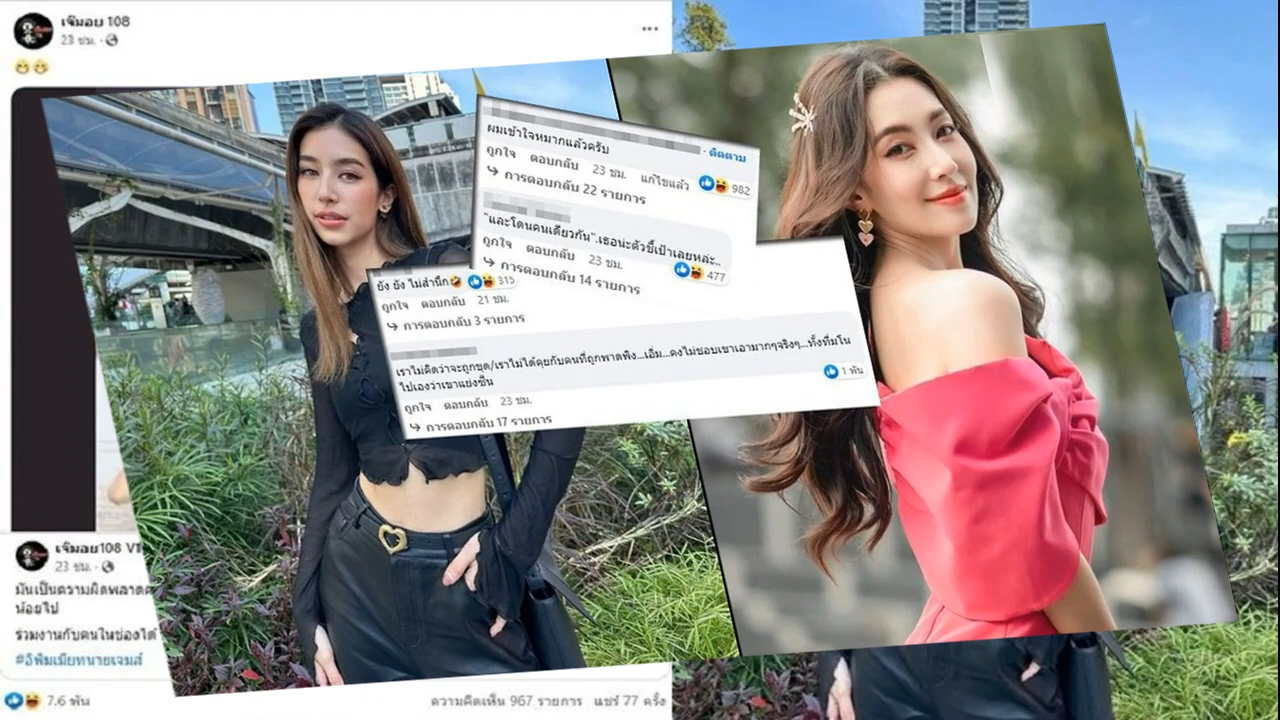 เจ๊มอย 108
23 ชม. ·
ผมเข้าใจหมากแล้วครับ
· ติดตาม
ถูกใจ ตอบกลับ 23 ชม. แก้ไขแล้ว 982
การตอบกลับ 22 รายการ
"และโดนคนเดียวกัน".เธอน่ะตัวชี้เป้าเลยหล่ะ..
ถูกใจ ตอบกลับ 23 ชม. 477
การตอบกลับ 14 รายการ
ยัง ยัง ไม่สำนึก 315
ถูกใจ ตอบกลับ 21 ชม.
การตอบกลับ 3 รายการ
เราไม่คิดว่าจะถูกขุด/เราไม่ได้คุยกับคนที่ถูกพาดพิง...เอิ่ม...คงไม่ชอบเขาเอามากๆจริงๆ...ทั้งที่มโน
ไปเองว่าเขาแย่งซีน
1 พัน
ถูกใจ ตอบกลับ 23 ชม.
การตอบกลับ 17 รายการ
เจ๊มอย108 V1
23 ชม. ·
มันเป็นความผิดพลาด
น้อยไป
ร่วมงานกับคนในช่องได้
#อิพิมเมียทนายเจมส์
7.6 พัน
ความคิดเห็น 967 รายการ แชร์ 77 ครั้ง